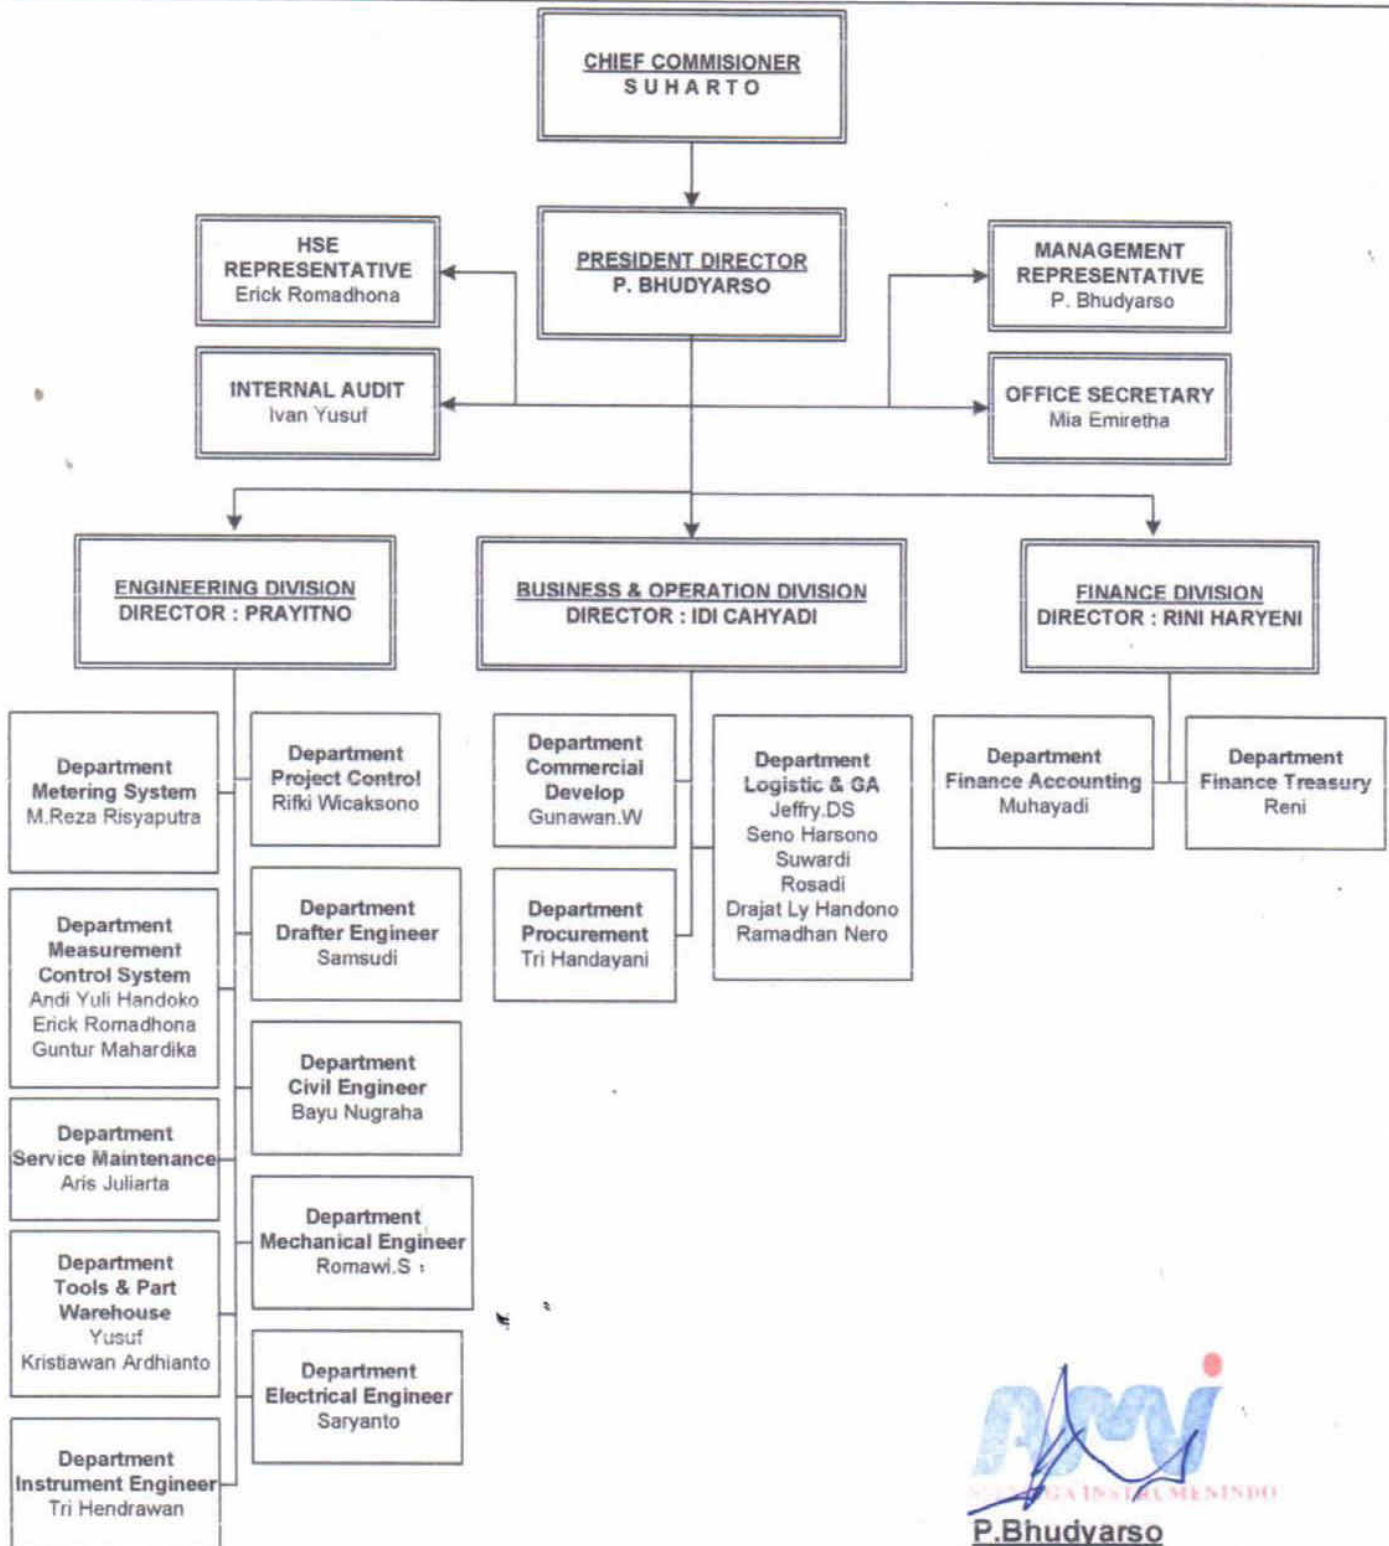 CHIEF COMMISIONER
SUHARTO
HSE
REPRESENTATIVE
Erick Romadhona
PRESIDENT DIRECTOR
P. BHUDYARSO
MANAGEMENT
REPRESENTATIVE
P. Bhudyarso
INTERNAL AUDIT
Ivan Yusuf
OFFICE SECRETARY
Mia Emiretha
ENGINEERING DIVISION
DIRECTOR : PRAYITNO
BUSINESS & OPERATION DIVISION
DIRECTOR : IDI CAHYADI
FINANCE DIVISION
DIRECTOR : RINI HARYENI
Department
Metering System
M.Reza Risyaputra
Department
Project Control
Rifki Wicaksono
Department
Measurement
Control System
Andi Yuli Handoko
Erick Romadhona
Guntur Mahardika
Department
Drafter Engineer
Samsudi
Department
Civil Engineer
Bayu Nugraha
Department
Service Maintenance
Aris Juliarta
Department
Mechanical Engineer
Romawi.S
Department
Tools & Part
Warehouse
Yusuf
Kristiawan Ardhianto
Department
Electrical Engineer
Saryanto
Department
Instrument Engineer
Tri Hendrawan
Department
Commercial
Develop
Gunawan.W
Department
Procurement
Tri Handayani
Department
Logistic & GA
Jeffry.DS
Seno Harsono
Suwardi
Rosadi
Drajat Ly Handono
Ramadhan Nero
Department
Finance Accounting
Muhayadi
Department
Finance Treasury
Reni
AMI
INSTRUMENINDO
P.Bhudyarso